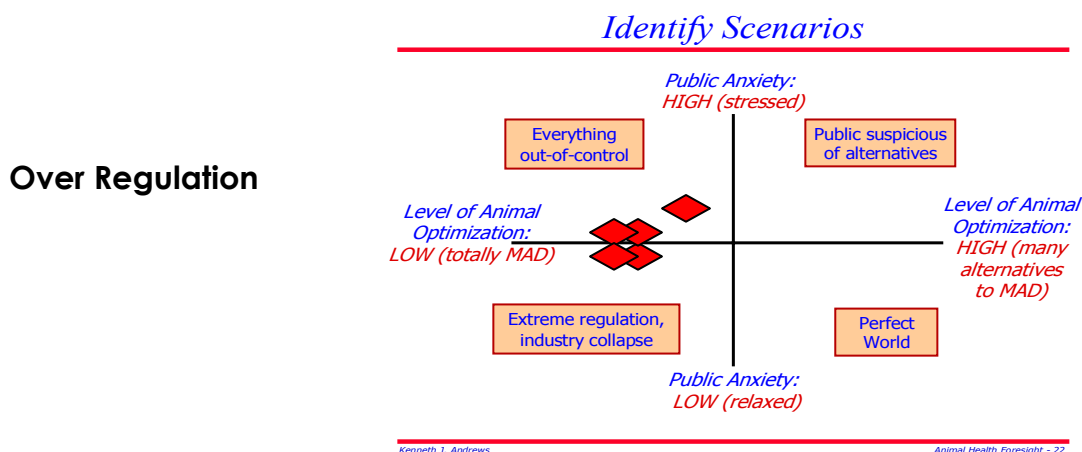 Identify Scenarios
Over Regulation
Public Anxiety:
HIGH (stressed)
Everything
out-of-control
Public suspicious
of alternatives
Level of Animal
Optimization:
LOW (totally MAD)
Level of Animal
Optimization:
HIGH (many
alternatives
to MAD)
Extreme regulation,
industry collapse
Perfect
World
Public Anxiety:
LOW (relaxed)
Kenneth J. Andrews
Animal Health Foresight - 22